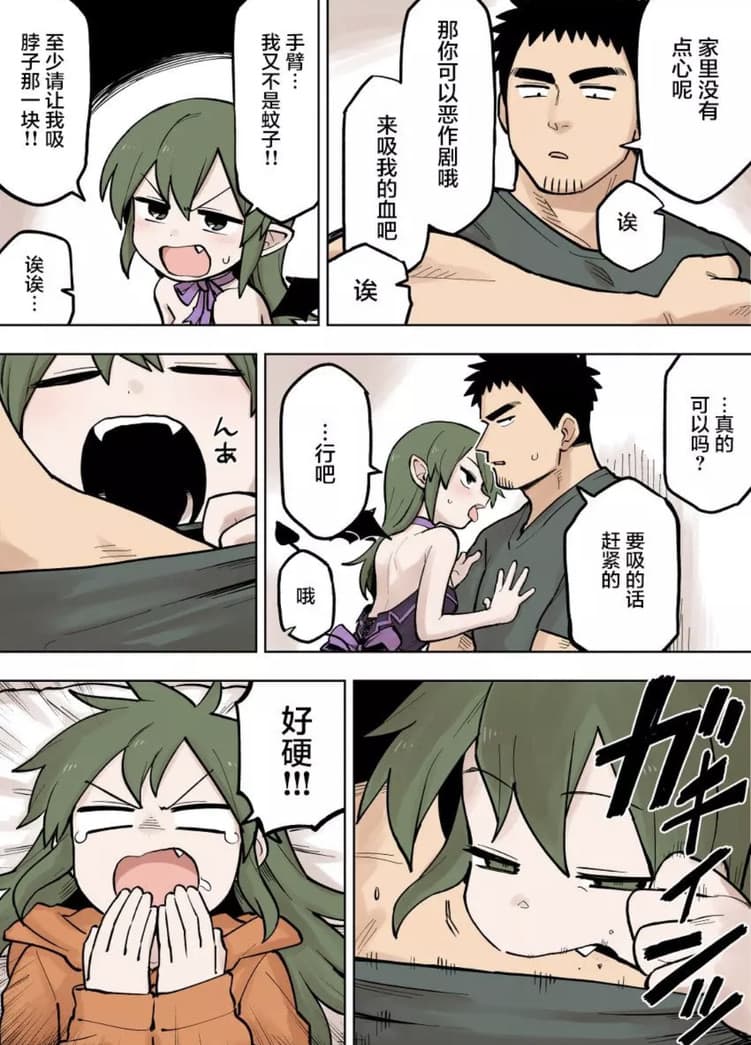 家里没有
点心呢
诶
那你可以恶作剧哦
来吸我的血吧
诶
手臂…
我又不是蚊子!!
至少请让我吸
脖子那一块!!
诶诶…
…真的
可以吗?
要吸的话
赶紧的
…行吧
哦
んあ
ガキィンッ
好硬!!!